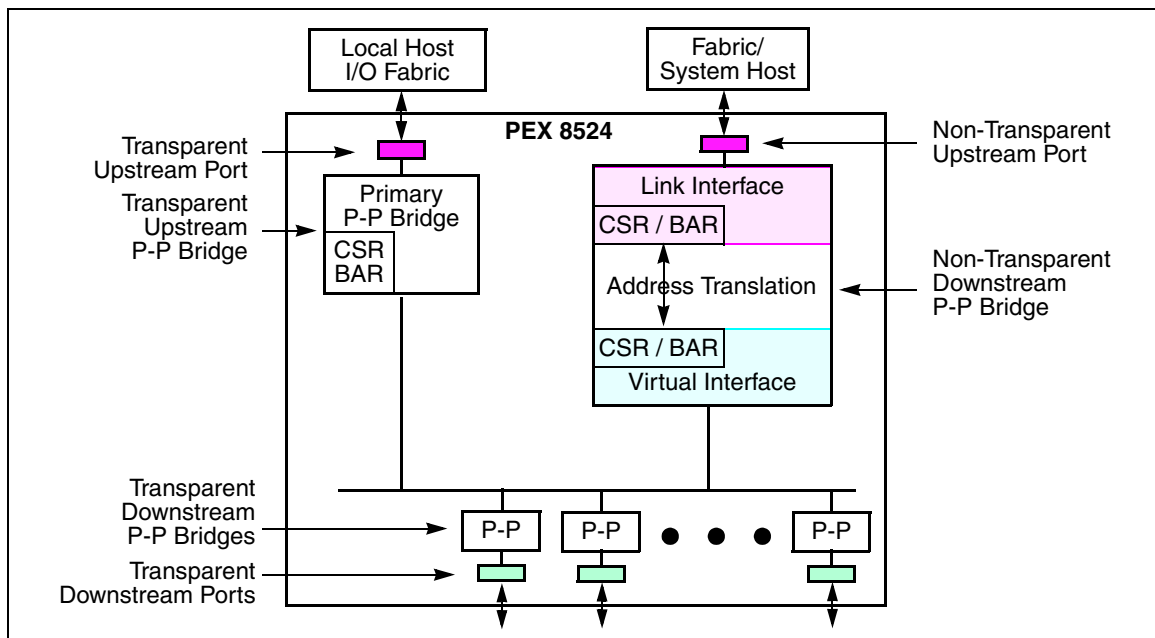 Local Host
I/O Fabric
Fabric/
System Host
PEX 8524
Transparent
Upstream Port
Non-Transparent
Upstream Port
Transparent
Upstream
P-P Bridge
Primary
P-P Bridge
CSR
BAR
Link Interface
CSR / BAR
Address Translation
CSR / BAR
Virtual Interface
Non-Transparent
Downstream
P-P Bridge
Transparent
Downstream
P-P Bridges
P-P
P-P
P-P
Transparent
Downstream Ports